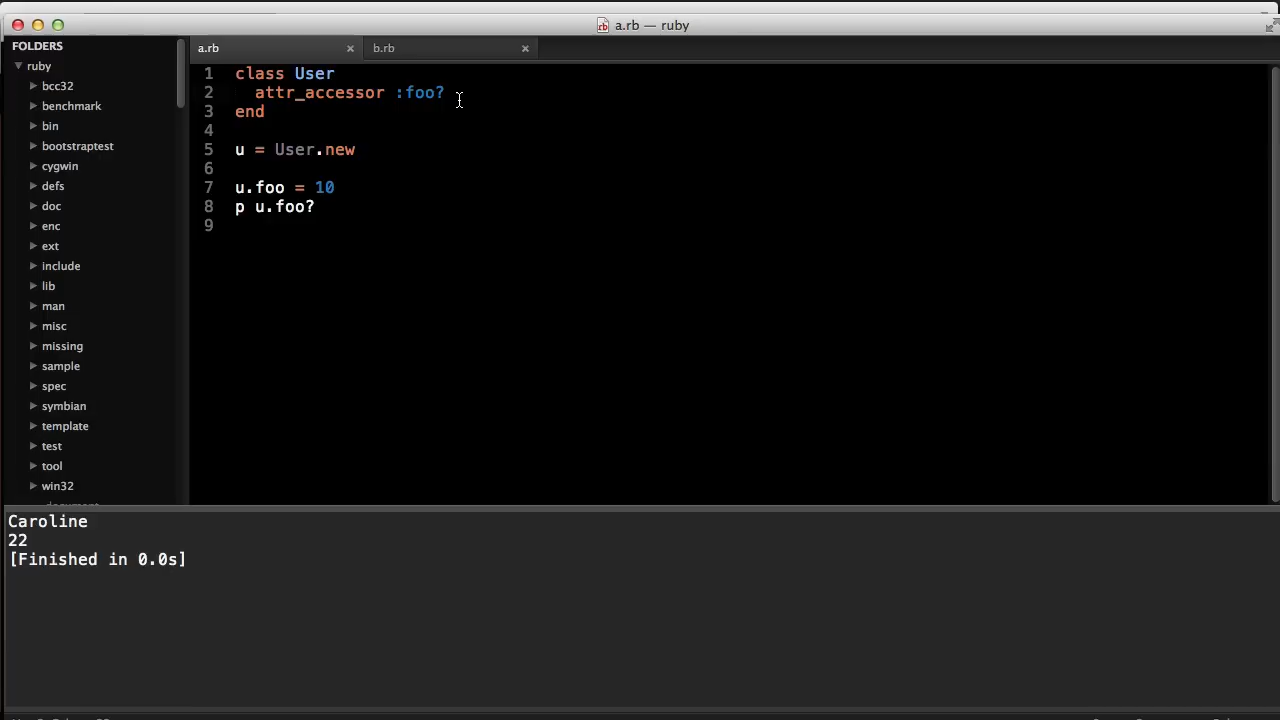 a.rb — ruby
FOLDERS
ruby
bcc32
benchmark
bin
bootstraptest
cygwin
defs
doc
enc
ext
include
lib
man
misc
missing
sample
spec
symbian
template
test
tool
win32
a.rb
b.rb
1 class User
2 attr_accessor :foo?
3 end
4
5 u = User.new
6
7 u.foo = 10
8 p u.foo?
9
Caroline
22
[Finished in 0.0s]